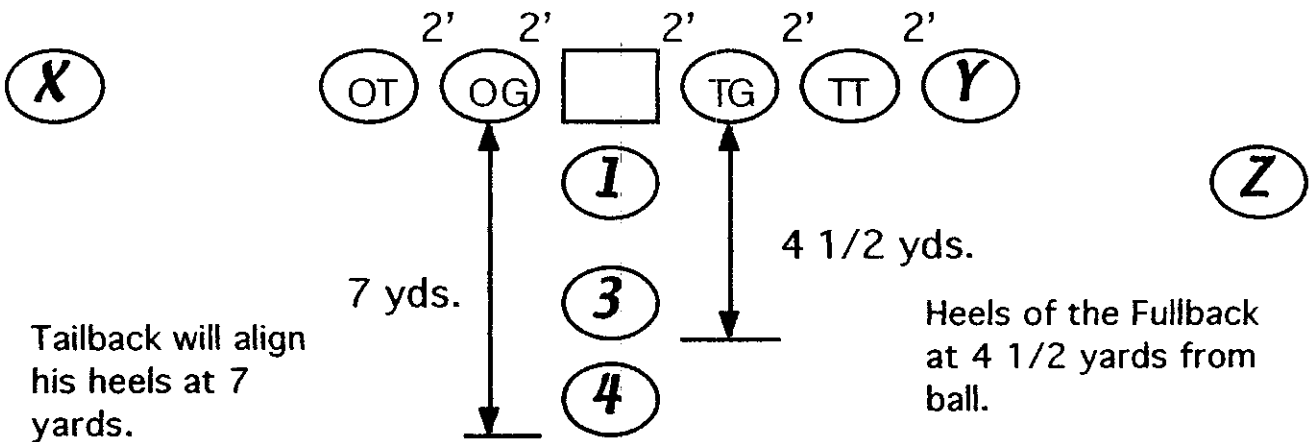 2' 2' 2' 2' 2'
X OT OG TG TT Y
1 Z
4 1/2 yds.
7 yds. 3
Tailback will align
his heels at 7
yards.
Heels of the Fullback
at 4 1/2 yards from
ball.
4